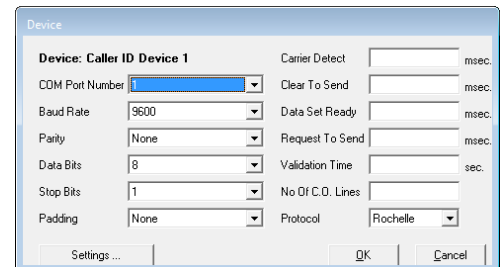 Device
Device: Caller ID Device 1
COM Port Number 1
Baud Rate 9600
Parity None
Data Bits 8
Stop Bits 1
Padding None
Carrier Detect msec.
Clear To Send msec.
Data Set Ready msec.
Request To Send msec.
Validation Time sec.
No Of C.O. Lines
Protocol Rochelle
Settings ...
OK
Cancel